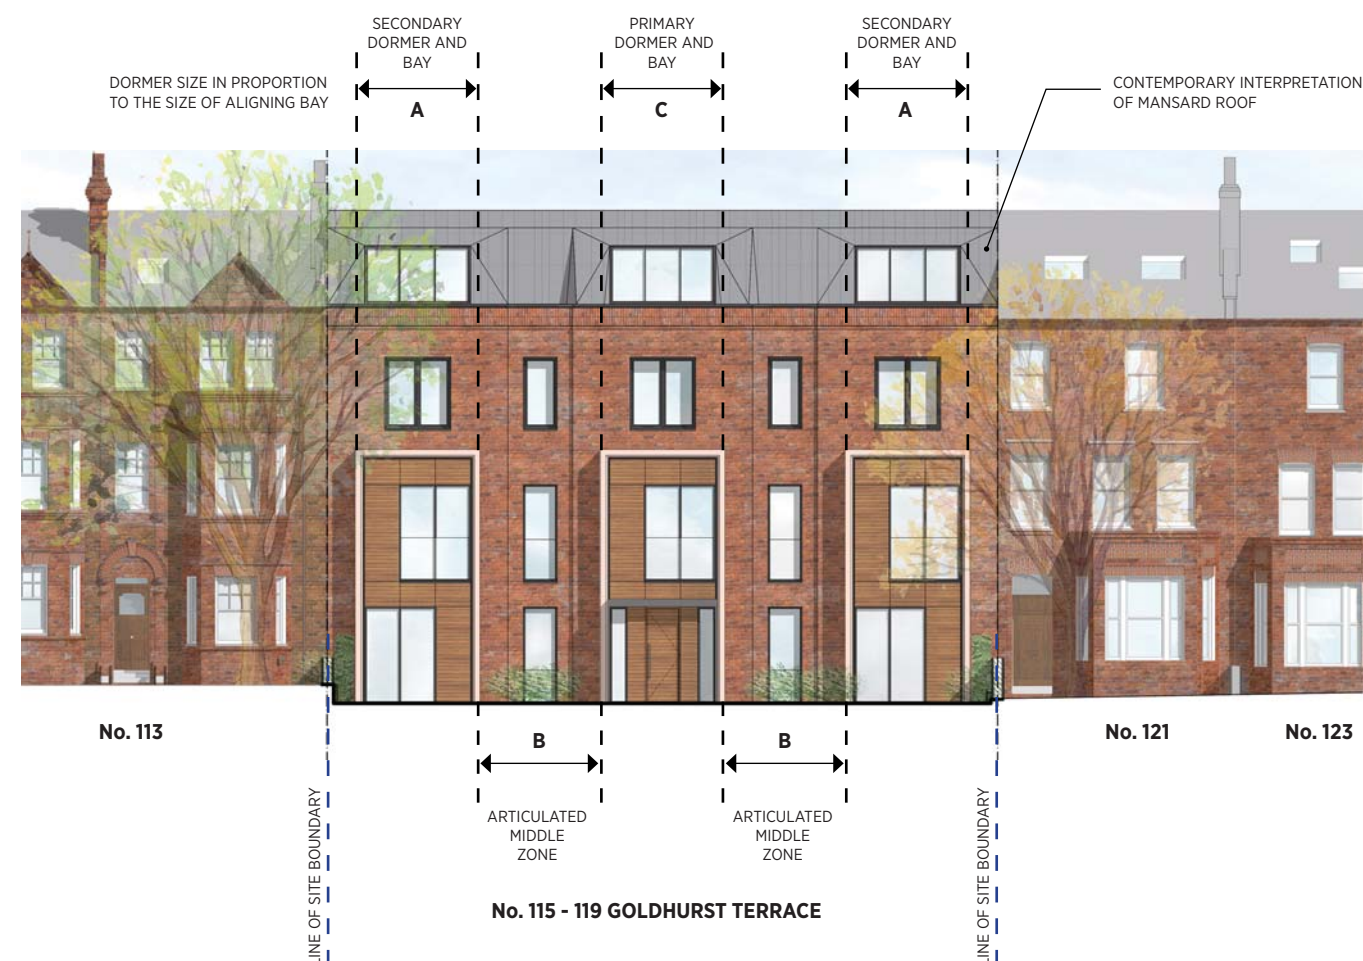 SECONDARY
DORMER AND
BAY
PRIMARY
DORMER AND
BAY
SECONDARY
DORMER AND
BAY
DORMER SIZE IN PROPORTION
TO THE SIZE OF ALIGNING BAY
CONTEMPORARY INTERPRETATION
OF MANSARD ROOF
A
C
A
No. 113
No. 121
No. 123
B
B
ARTICULATED
MIDDLE
ZONE
ARTICULATED
MIDDLE
ZONE
LINE OF SITE BOUNDARY
LINE OF SITE BOUNDARY
No. 115 - 119 GOLDHURST TERRACE